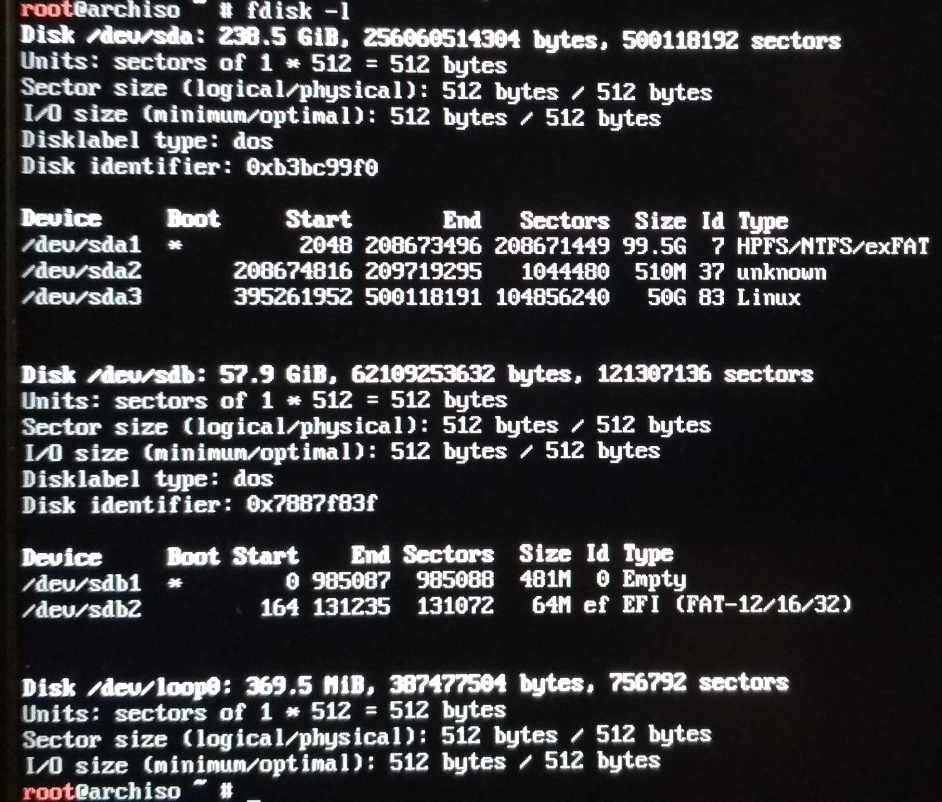 root@archiso ~ # fdisk -l
Disk /dev/sda: 238.5 GiB, 256060514304 bytes, 500118192 sectors
Units: sectors of 1 * 512 = 512 bytes
Sector size (logical/physical): 512 bytes / 512 bytes
I/O size (minimum/optimal): 512 bytes / 512 bytes
Disklabel type: dos
Disk identifier: 0xb3bc99f0
Device     Boot     Start       End   Sectors  Size Id Type
/dev/sda1  *         2048 208673496 208671449 99.5G  7 HPFS/NTFS/exFAT
/dev/sda2       208674816 209719295   1044480  510M 37 unknown
/dev/sda3       395261952 500118191 104856240   50G 83 Linux
Disk /dev/sdb: 57.9 GiB, 62109253632 bytes, 121307136 sectors
Units: sectors of 1 * 512 = 512 bytes
Sector size (logical/physical): 512 bytes / 512 bytes
I/O size (minimum/optimal): 512 bytes / 512 bytes
Disklabel type: dos
Disk identifier: 0x7887f83f
Device     Boot Start    End Sectors  Size Id Type
/dev/sdb1  *        0 985087  985088  481M  0 Empty
/dev/sdb2         164 131235  131072   64M ef EFI (FAT-12/16/32)
Disk /dev/loop0: 369.5 MiB, 387477504 bytes, 756792 sectors
Units: sectors of 1 * 512 = 512 bytes
Sector size (logical/physical): 512 bytes / 512 bytes
I/O size (minimum/optimal): 512 bytes / 512 bytes
root@archiso ~ # _